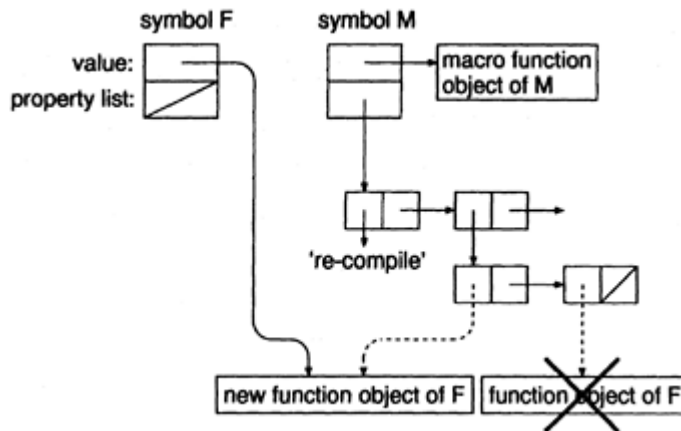 symbol F
symbol M
value:
property list:
macro function
object of M
're-compile'
new function object of F
function object of F